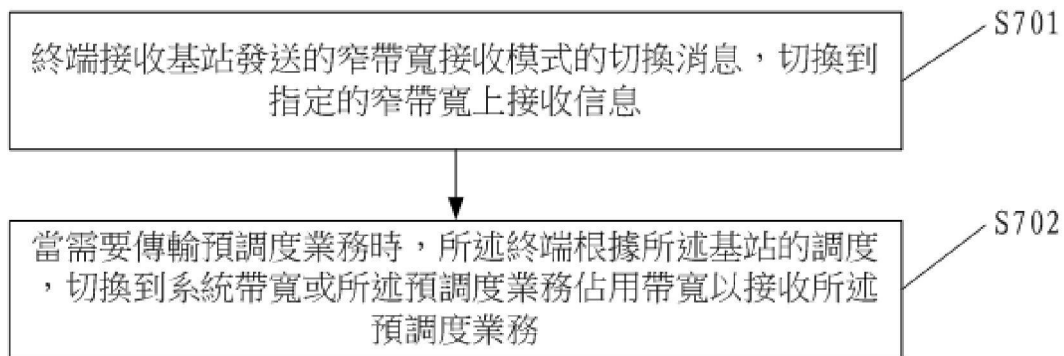 終端接收基站發送的窄帶寬接收模式的切換消息，切換到
指定的窄帶寬上接收信息
S701
當需要傳輸預調度業務時，所述終端根據所述基站的調度
，切換到系統帶寬或所述預調度業務佔用帶寬以接收所述
預調度業務
S702